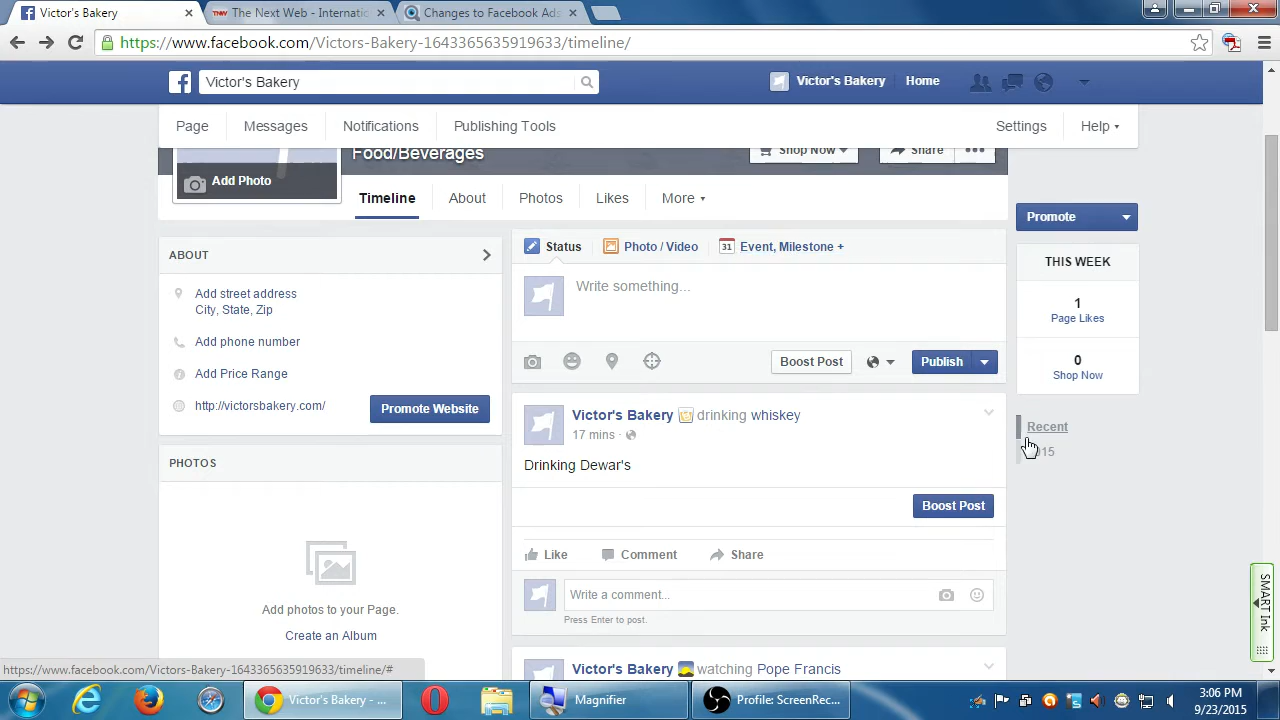 Victor's Bakery
The Next Web - Internatio
Changes to Facebook Ads
https://www.facebook.com/Victors-Bakery-1643365635919633/timeline/
Victor's Bakery
Victor's Bakery
Home
Page
Messages
Notifications
Publishing Tools
Settings
Help
Food/Beverages
Shop Now
Share
Add Photo
Timeline
About
Photos
Likes
More
Promote
ABOUT
Add street address
City, State, Zip
Add phone number
Add Price Range
http://victorsbakery.com/
Promote Website
PHOTOS
Add photos to your Page.
Create an Album
Status
Photo / Video
31
Event, Milestone +
Write something...
Boost Post
Publish
Victor's Bakery drinking whiskey
17 mins ·
Drinking Dewar's
Boost Post
Like
Comment
Share
Write a comment...
Press Enter to post.
Victor's Bakery watching Pope Francis
THIS WEEK
1
Page Likes
0
Shop Now
Recent
SMART Ink
https://www.facebook.com/Victors-Bakery-1643365635919633/timeline/#
Victor's Bakery - ...
Magnifier
Profile: ScreenRec...
3:06 PM
9/23/2015